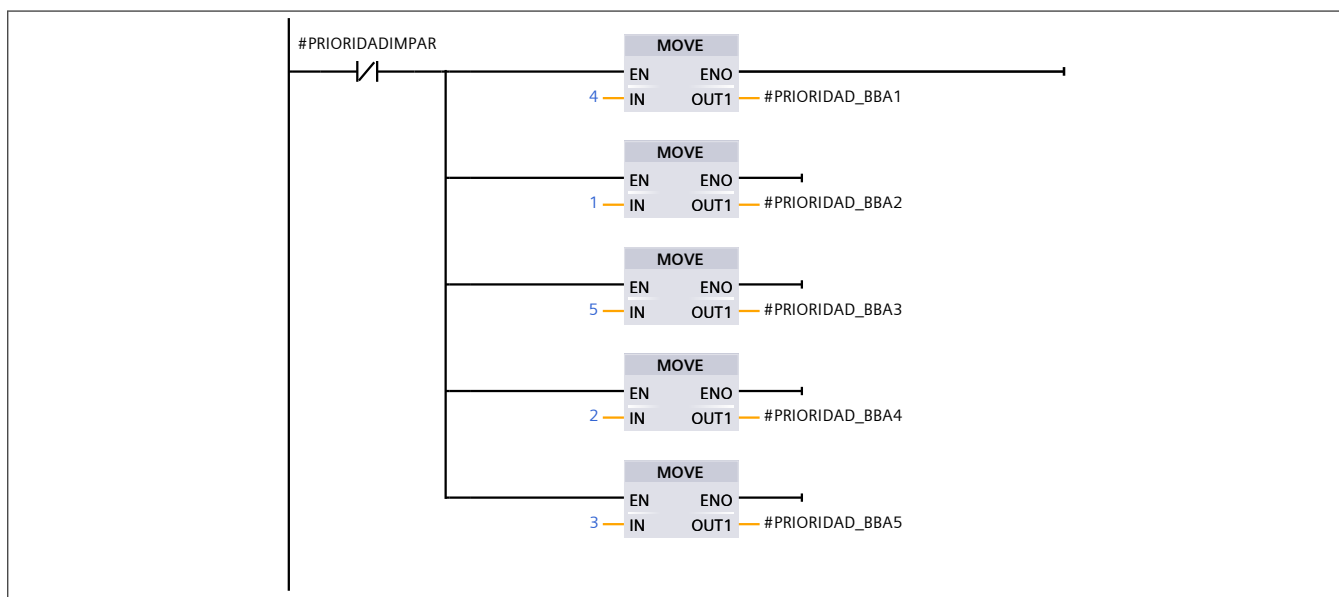 #PRIORIDADIMPAR
MOVE
EN ENO
4 IN OUT1 #PRIORIDAD_BBA1
MOVE
EN ENO
1 IN OUT1 #PRIORIDAD_BBA2
MOVE
EN ENO
5 IN OUT1 #PRIORIDAD_BBA3
MOVE
EN ENO
2 IN OUT1 #PRIORIDAD_BBA4
MOVE
EN ENO
3 IN OUT1 #PRIORIDAD_BBA5